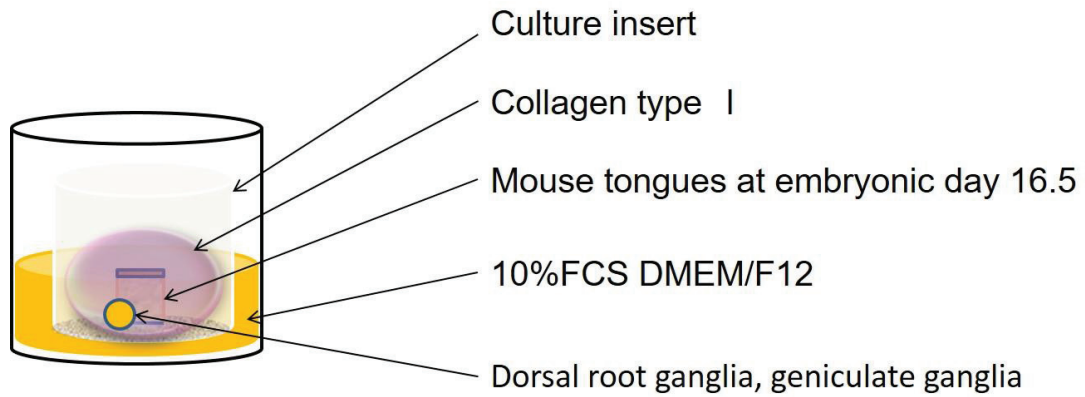 Culture insert
Collagen type I
Mouse tongues at embryonic day 16.5
10%FCS DMEM/F12
Dorsal root ganglia, geniculate ganglia